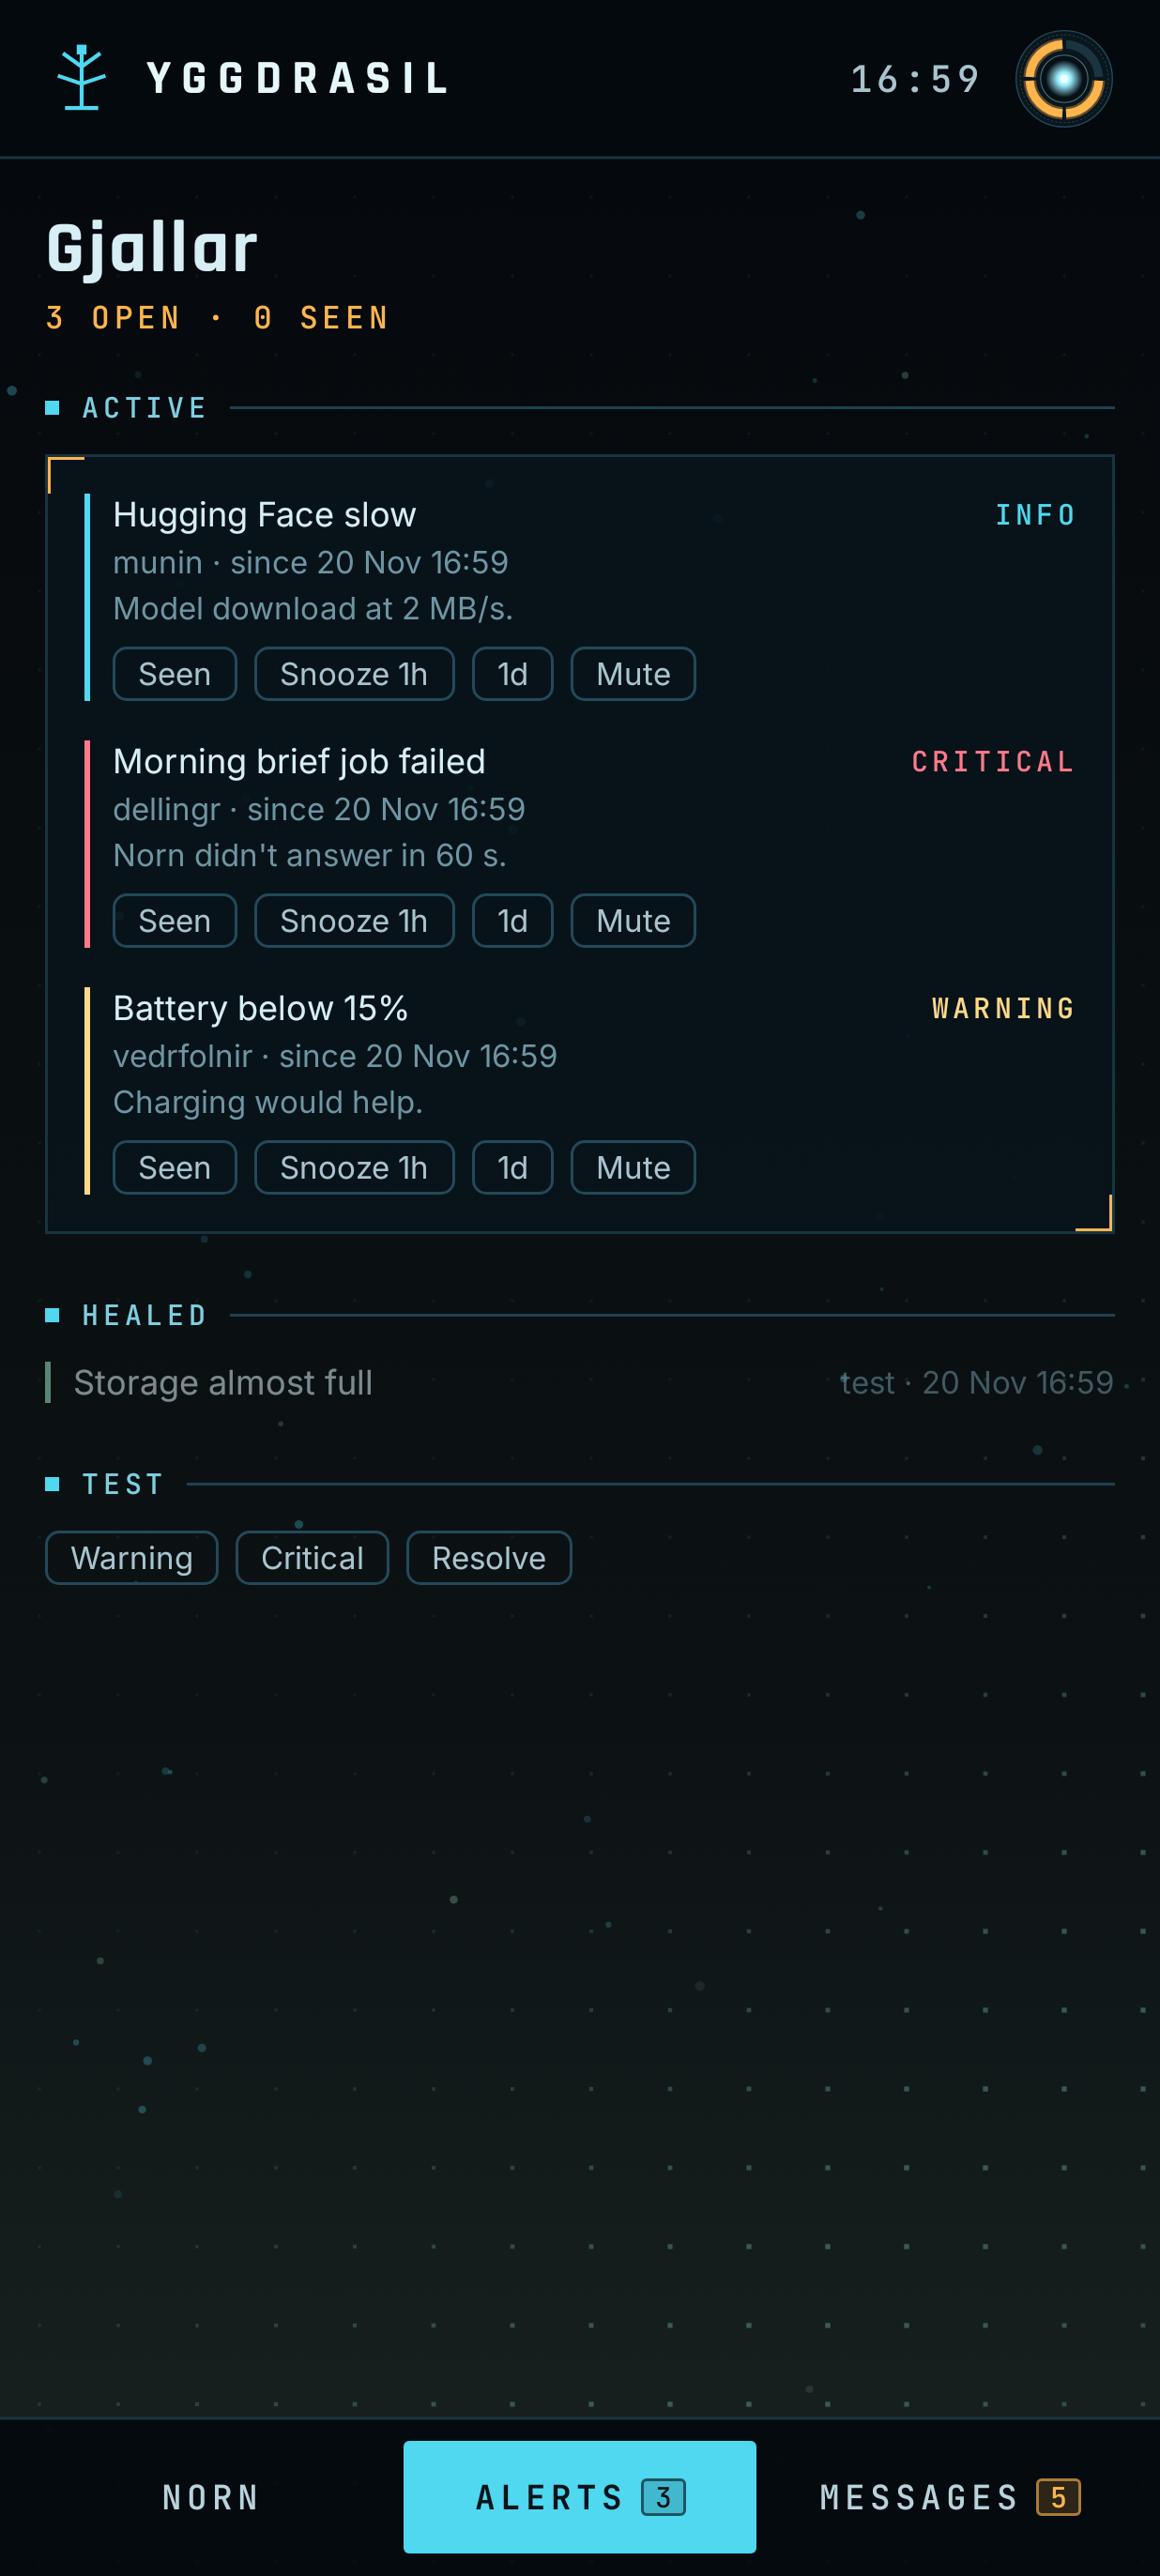 YGGDRASIL 16:59
Gjallar
3 OPEN · 0 SEEN
ACTIVE
Hugging Face slow INFO
munin · since 20 Nov 16:59
Model download at 2 MB/s.
Seen Snooze 1h 1d Mute
Morning brief job failed CRITICAL
dellingr · since 20 Nov 16:59
Norn didn't answer in 60 s.
Seen Snooze 1h 1d Mute
Battery below 15% WARNING
vedrfolnir · since 20 Nov 16:59
Charging would help.
Seen Snooze 1h 1d Mute
HEALED
Storage almost full test · 20 Nov 16:59
TEST
Warning Critical Resolve
NORN ALERTS 3 MESSAGES 5